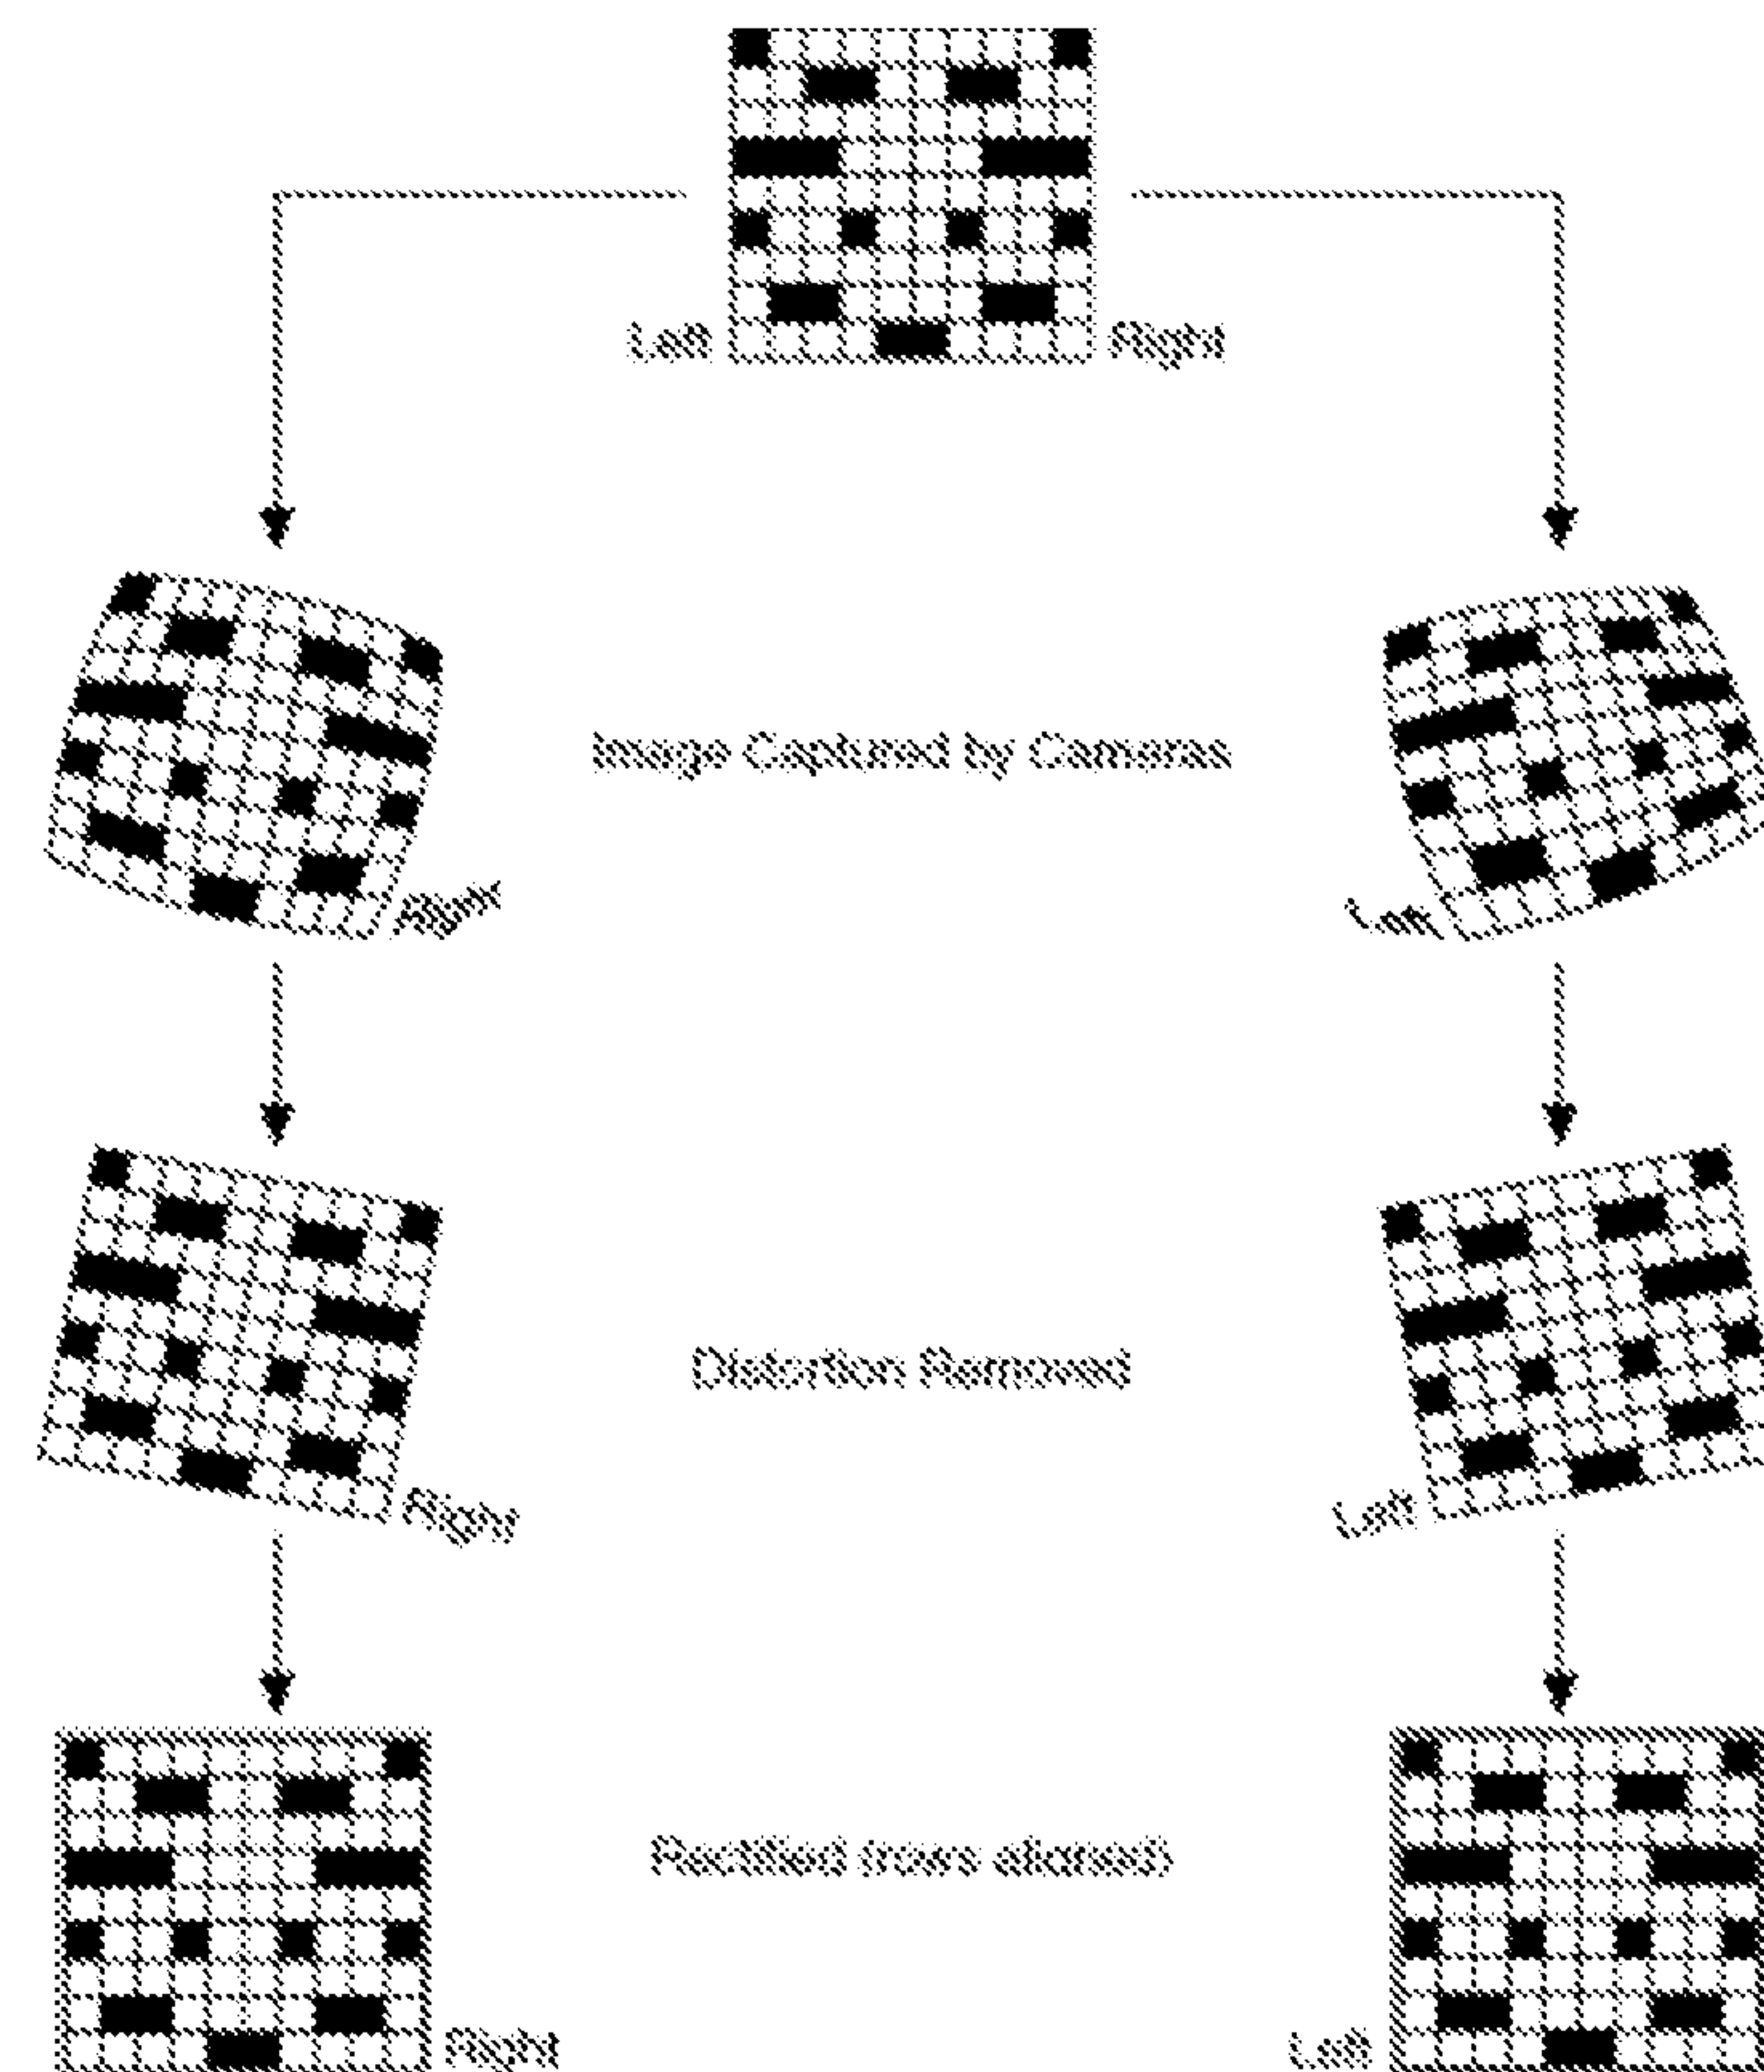 Left Right
Image Captured by Cameras
Right Left
Distortion Removed
Right Left
Rectified (rows aligned)
Right Left